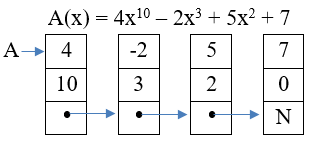 A(x) = 4x¹⁰ – 2x³ + 5x² + 7
A 4 -2 5 7
10 3 2 0
N